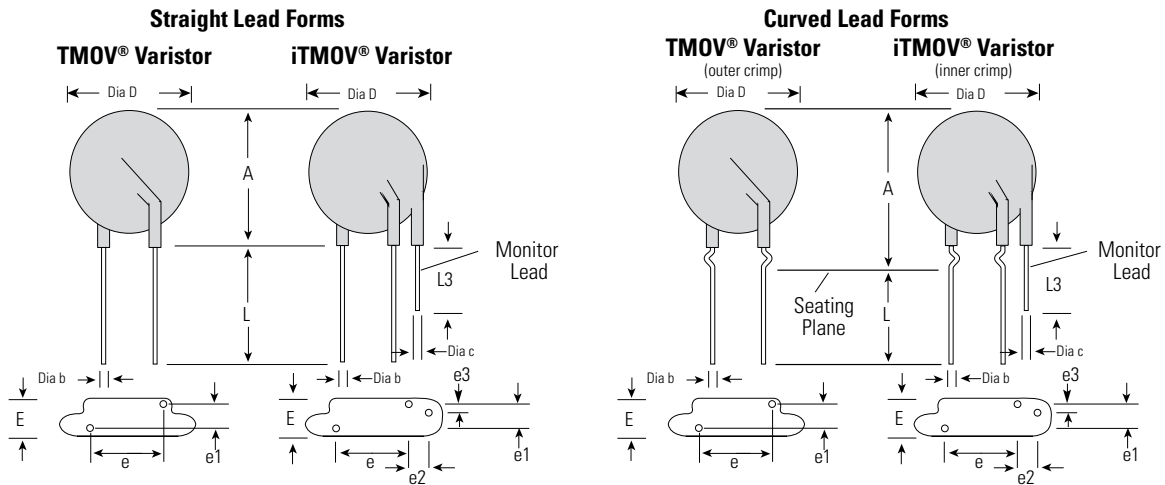 Straight Lead Forms
TMOV® Varistor
iTMOV® Varistor
Dia D
Dia D
A
L
L3
Monitor
Lead
Dia c
Dia b
Dia b
e3
E
E
e
e1
e
e2
e1
Curved Lead Forms
TMOV® Varistor
(outer crimp)
iTMOV® Varistor
(inner crimp)
Dia D
Dia D
A
Seating
Plane
L
L3
Monitor
Lead
Dia c
Dia b
Dia b
e3
E
E
e
e1
e
e2
e1